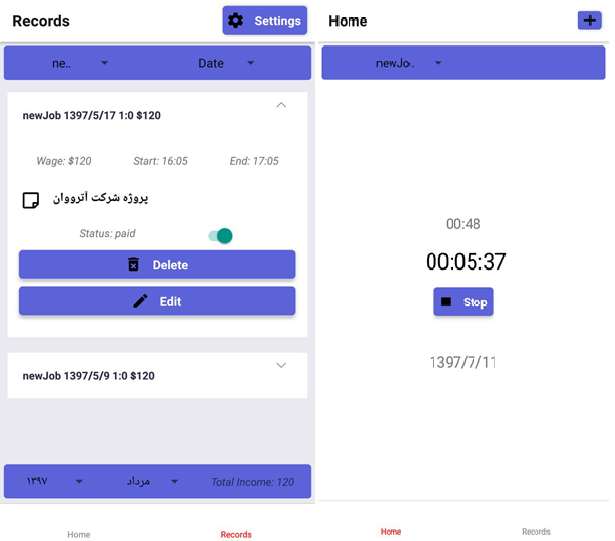 Records
Settings
ne..
Date
newJob 1397/5/17 1:0 $120
Wage: $120
Start: 16:05
End: 17:05
پروژه شرکت آترووان
Status: paid
Delete
Edit
newJob 1397/5/9 1:0 $120
۱۳۹۷
مرداد
Total Income: 120
Home
Records
Home
newJo..
00:48
00:05:37
Stop
1397/7/11
Home
Records